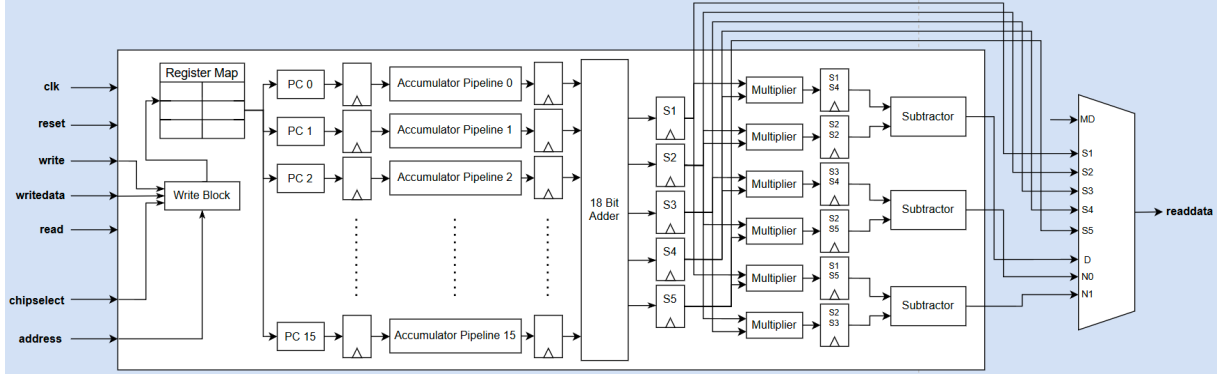 clk
reset
write
writedata
read
chipselect
address
Register Map
Write Block
PC 0
PC 1
PC 2
PC 15
Accumulator Pipeline 0
Accumulator Pipeline 1
Accumulator Pipeline 2
Accumulator Pipeline 15
18 Bit
Adder
S1
S2
S3
S4
S5
Multiplier
Multiplier
Multiplier
Multiplier
Multiplier
Multiplier
S1
S4
S2
S2
S3
S4
S2
S5
S1
S5
S2
S3
Subtractor
Subtractor
Subtractor
MD
S1
S2
S3
S4
S5
D
N0
N1
readdata